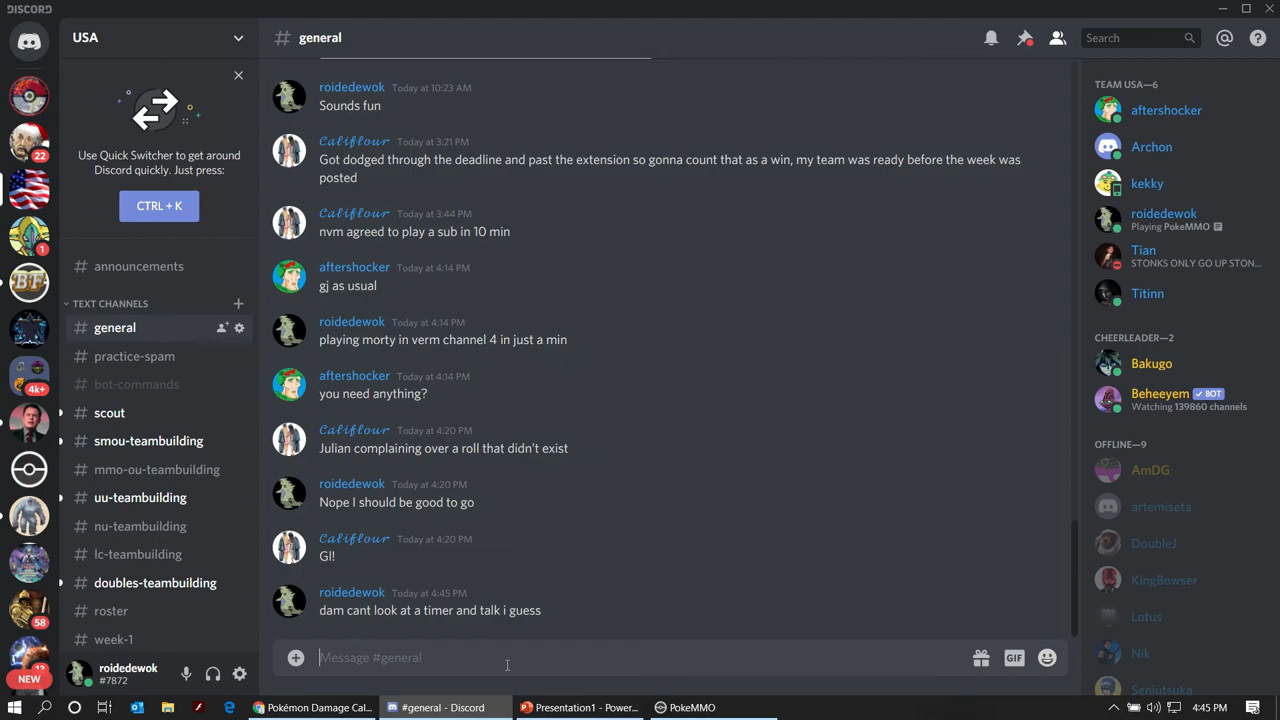 DISCORD
USA
# general
Search
22
1
4k+
58
NEW
Use Quick Switcher to get around
Discord quickly. Just press:
CTRL + K
# announcements
TEXT CHANNELS
# general
# practice-spam
# bot-commands
# scout
# smou-teambuilding
# mmo-ou-teambuilding
# uu-teambuilding
# nu-teambuilding
# lc-teambuilding
# doubles-teambuilding
# roster
# week-1
roidedewok
#7872
roidedewok Today at 10:23 AM
Sounds fun
Califlour Today at 3:21 PM
Got dodged through the deadline and past the extension so gonna count that as a win, my team was ready before the week was
posted
Califlour Today at 3:44 PM
nvm agreed to play a sub in 10 min
aftershocker Today at 4:14 PM
gj as usual
roidedewok Today at 4:14 PM
playing morty in verm channel 4 in just a min
aftershocker Today at 4:14 PM
you need anything?
Califlour Today at 4:20 PM
Julian complaining over a roll that didn't exist
roidedewok Today at 4:20 PM
Nope I should be good to go
Califlour Today at 4:20 PM
Gl!
roidedewok Today at 4:45 PM
dam cant look at a timer and talk i guess
Message #general
GIF
TEAM USA—6
aftershocker
Archon
kekky
roidedewok
Playing PokeMMO
Tian
STONKS ONLY GO UP STON...
Titinn
CHEERLEADER—2
Bakugo
Beheeyem BOT
Watching 139860 channels
OFFLINE—9
AmDG
artemiseta
DoubleJ
KingBowser
Lotus
Nik
Senjutsuka
Pokémon Damage Cal...
#general - Discord
Presentation1 - Power...
PokeMMO
4:45 PM